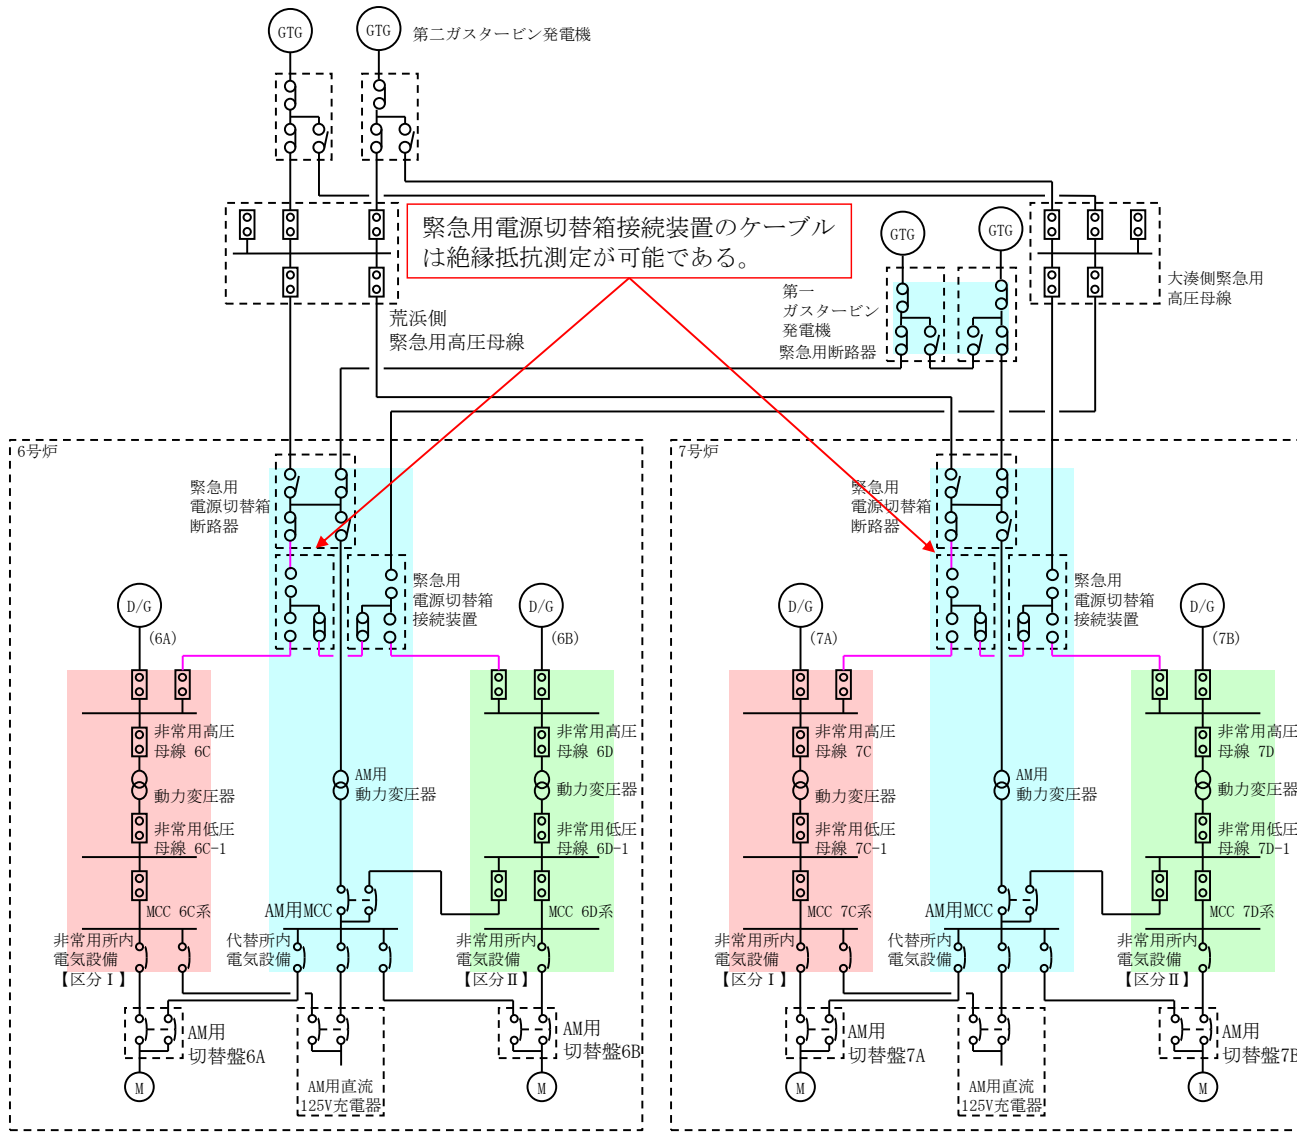 GTG
GTG
第二ガスタービン発電機
緊急用電源切替箱接続装置のケーブル
は絶縁抵抗測定が可能である。
GTG
GTG
第一
ガスタービン
発電機
緊急用断路器
大湊側緊急用
高圧母線
荒浜側
緊急用高圧母線
6号炉
緊急用
電源切替箱
断路器
緊急用
電源切替箱
接続装置
D/G
(6A)
D/G
(6B)
非常用高圧
母線 6C
非常用高圧
母線 6D
動力変圧器
AM用
動力変圧器
動力変圧器
非常用低圧
母線 6C-1
非常用低圧
母線 6D-1
MCC 6C系
AM用MCC
MCC 6D系
非常用所内
電気設備
【区分Ⅰ】
代替所内
電気設備
非常用所内
電気設備
【区分Ⅱ】
AM用
切替盤6A
AM用
切替盤6B
M
AM用直流
125V充電器
M
7号炉
緊急用
電源切替箱
断路器
緊急用
電源切替箱
接続装置
D/G
(7A)
D/G
(7B)
非常用高圧
母線 7C
非常用高圧
母線 7D
動力変圧器
AM用
動力変圧器
動力変圧器
非常用低圧
母線 7C-1
非常用低圧
母線 7D-1
MCC 7C系
AM用MCC
MCC 7D系
非常用所内
電気設備
【区分Ⅰ】
代替所内
電気設備
非常用所内
電気設備
【区分Ⅱ】
AM用
切替盤7A
AM用
切替盤7B
M
AM用直流
125V充電器
M